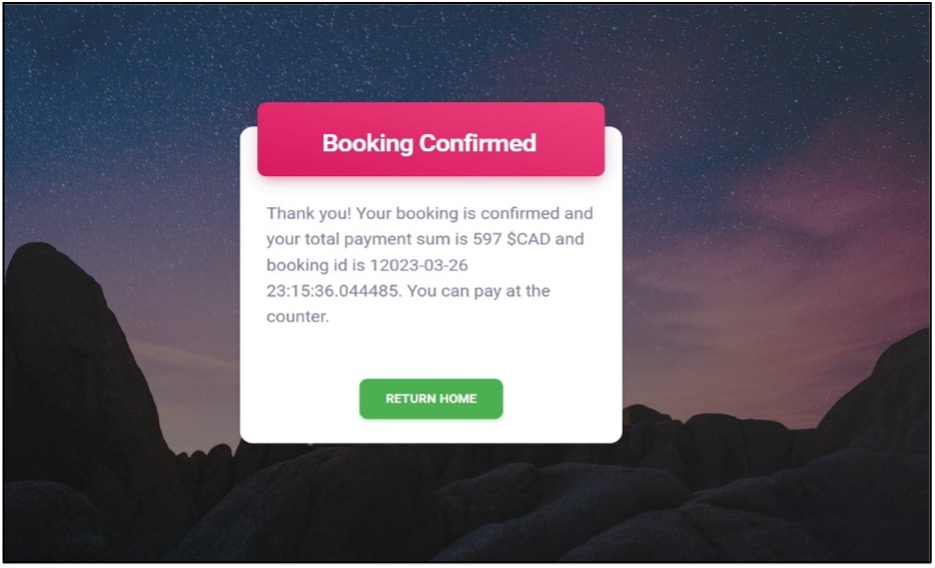 Booking Confirmed
Thank you! Your booking is confirmed and
your total payment sum is 597 $CAD and
booking id is 12023-03-26
23:15:36.044485. You can pay at the
counter.
RETURN HOME